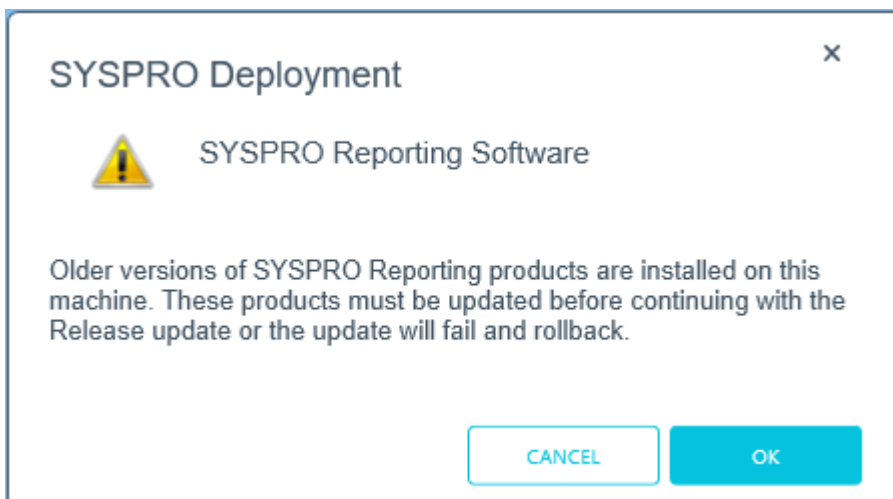 SYSPRO Deployment
SYSPRO Reporting Software
Older versions of SYSPRO Reporting products are installed on this
machine. These products must be updated before continuing with the
Release update or the update will fail and rollback.
CANCEL
OK